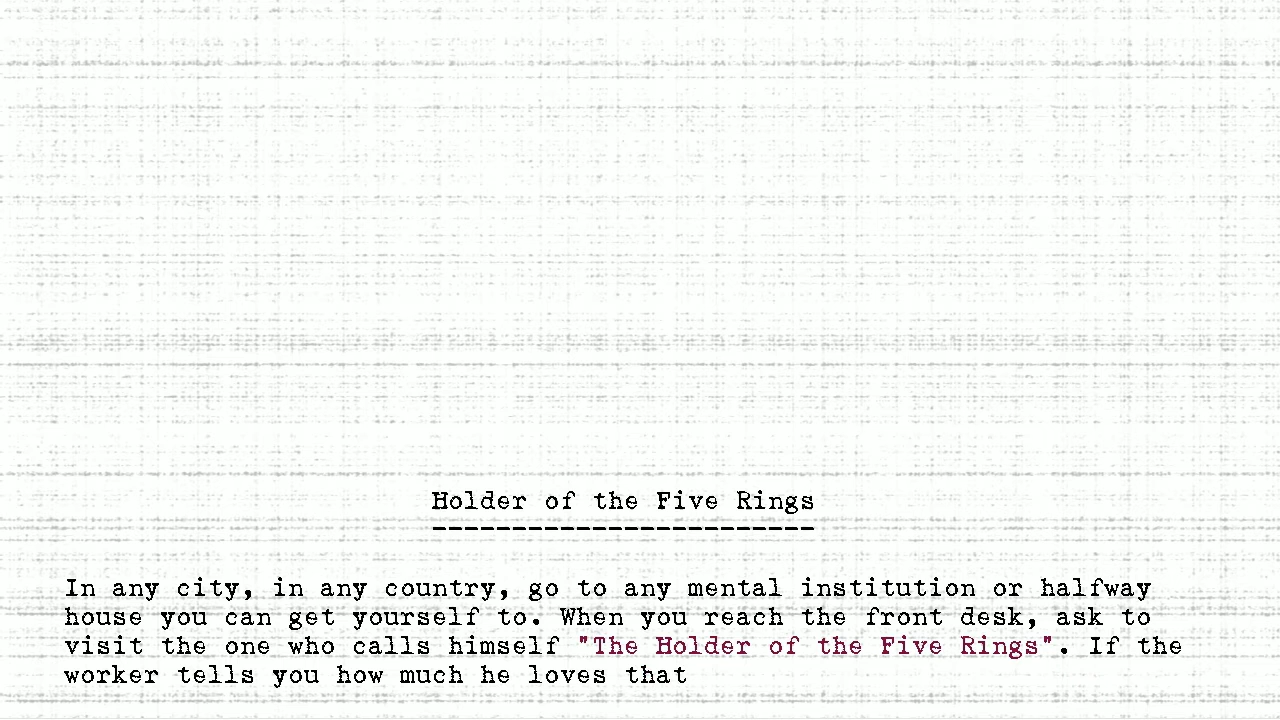 Holder of the Five Rings
------------------------
In any city, in any country, go to any mental institution or halfway
house you can get yourself to. When you reach the front desk, ask to
visit the one who calls himself "The Holder of the Five Rings". If the
worker tells you how much he loves that